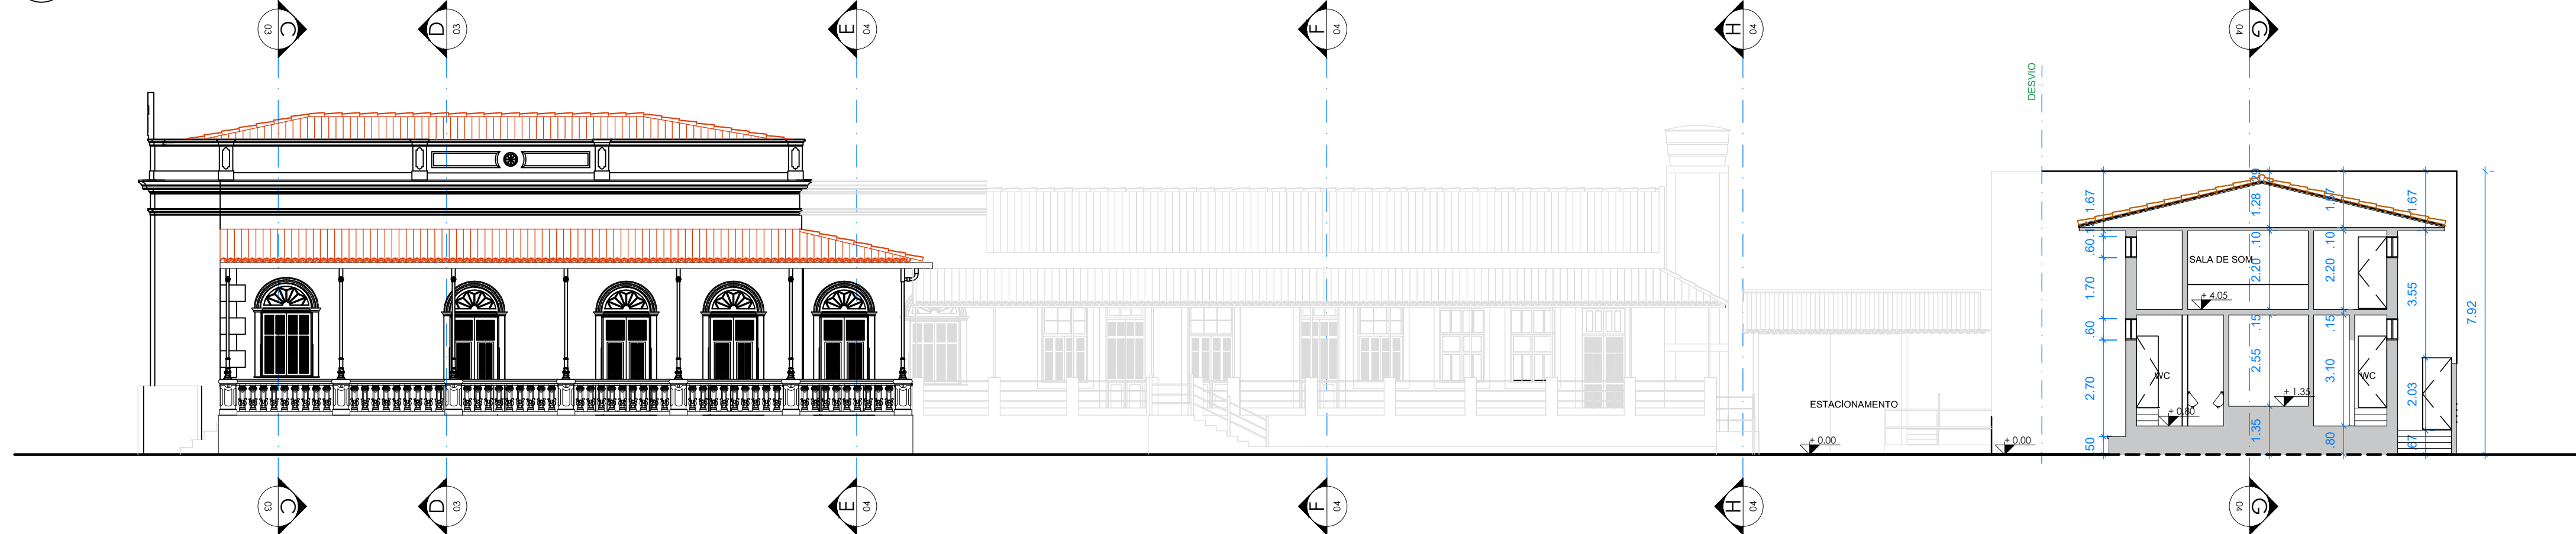 C
03
D
03
E
04
F
04
H
04
G
04
DESVIO
1.67
1.28
1.67
.60
.10
.10
SALA DE SOM
2.20
2.20
1.70
+ 4.05
3.55
7.92
.60
.15
.15
2.55
3.10
WC
WC
2.70
+ 1.35
2.03
ESTACIONAMENTO
+ 0.80
+ 0.00
+ 0.00
.50
1.35
.80
.67
C
03
D
03
E
04
F
04
H
04
G
04